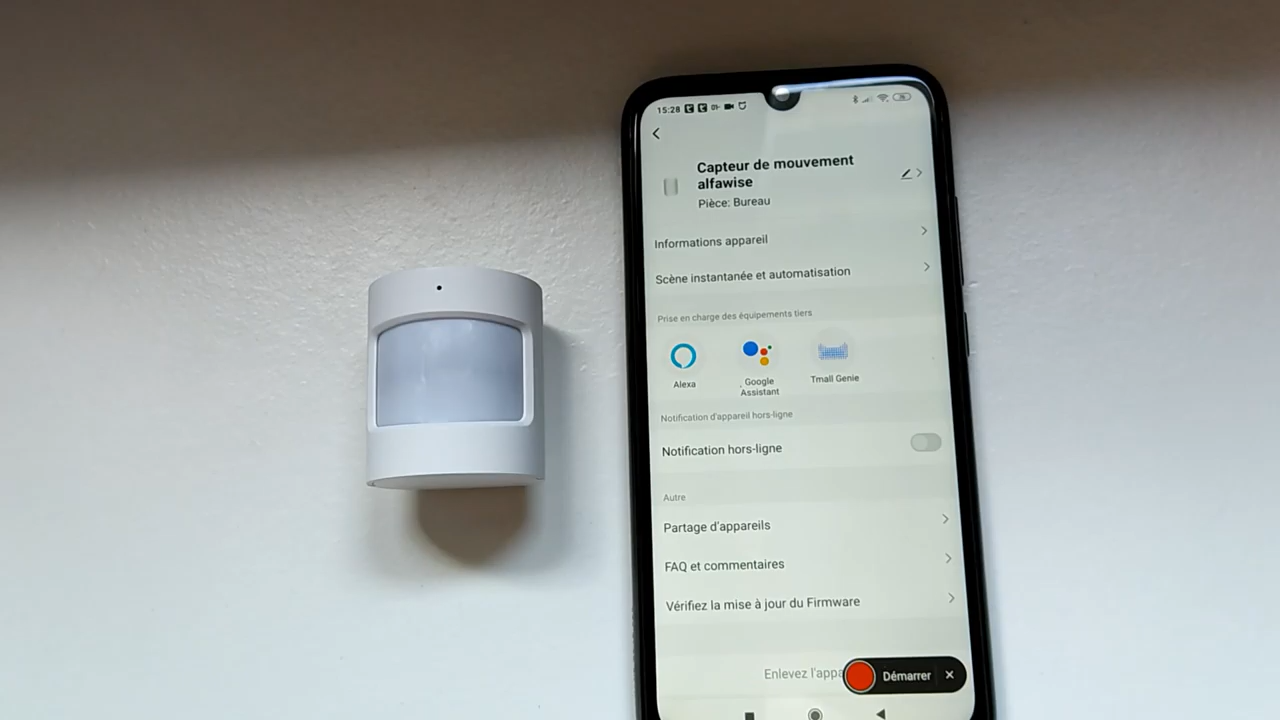 15:28
Capteur de mouvement
alfawise
Pièce: Bureau
Informations appareil
Scène instantanée et automatisation
Prise en charge des équipements tiers
Alexa
Google
Assistant
Tmall Genie
Notification d'appareil hors-ligne
Notification hors-ligne
Autre
Partage d'appareils
FAQ et commentaires
Vérifiez la mise à jour du Firmware
Enlevez l'appa
Démarrer